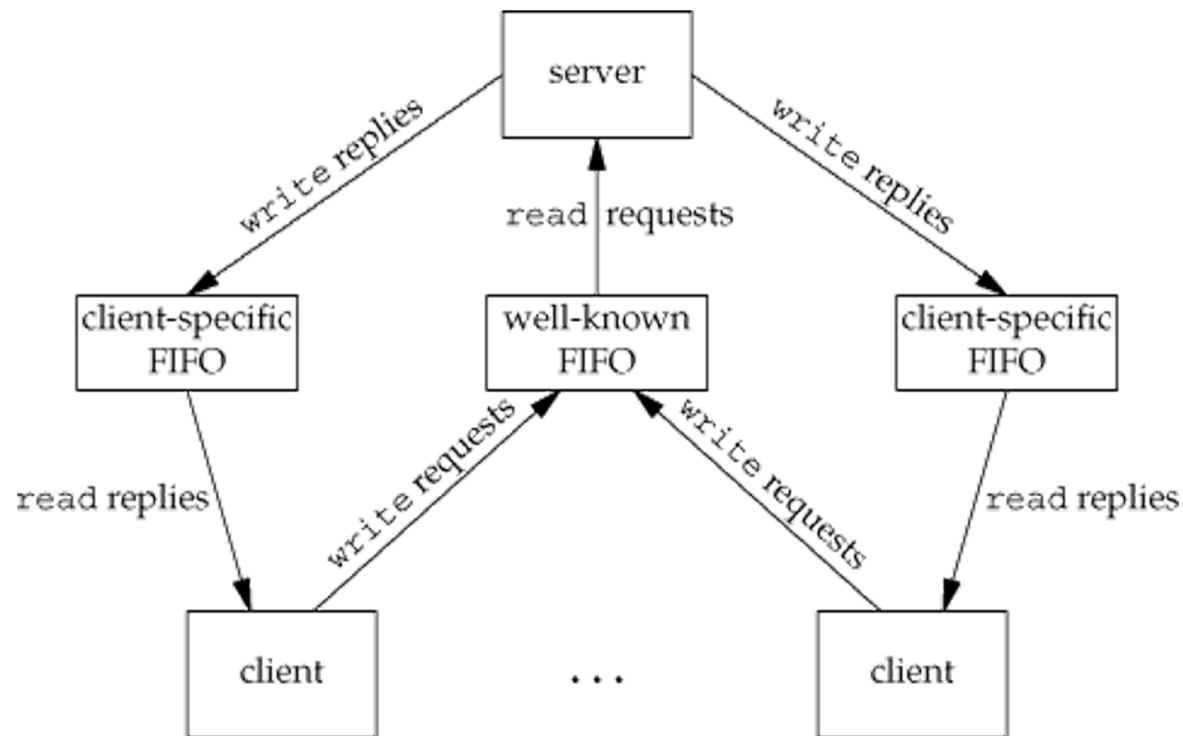 server
write replies
write replies
read requests
client-specific
FIFO
well-known
FIFO
client-specific
FIFO
write requests
write requests
read replies
read replies
client
...
client